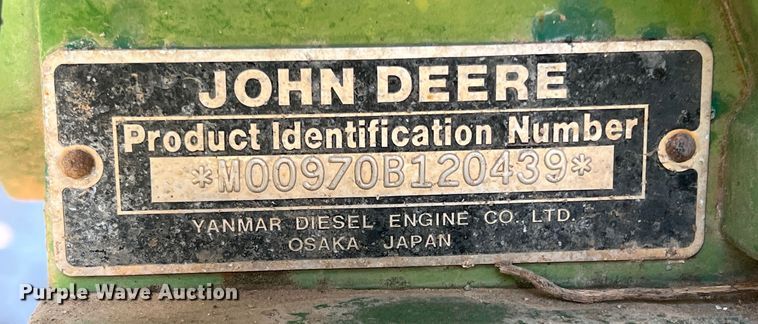 JOHN DEERE
Product Identification Number
*M00970B120439*
YANMAR DIESEL ENGINE CO., LTD.
OSAKA JAPAN
Purple Wave Auction